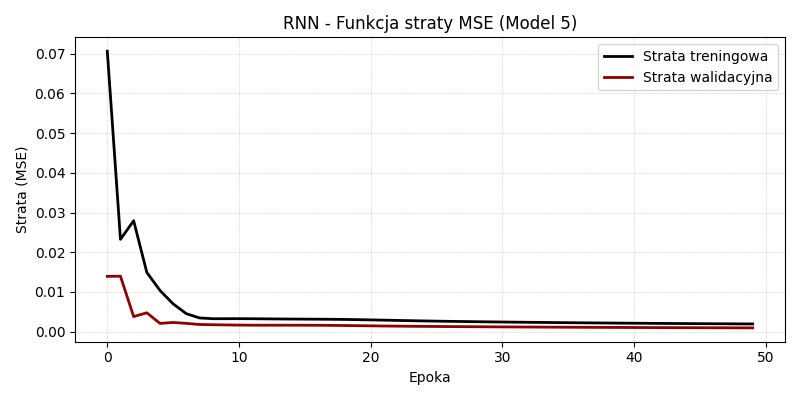 RNN - Funkcja straty MSE (Model 5)
Strata treningowa
Strata walidacyjna
Strata (MSE)
0.07
0.06
0.05
0.04
0.03
0.02
0.01
0.00
0 10 20 30 40 50
Epoka